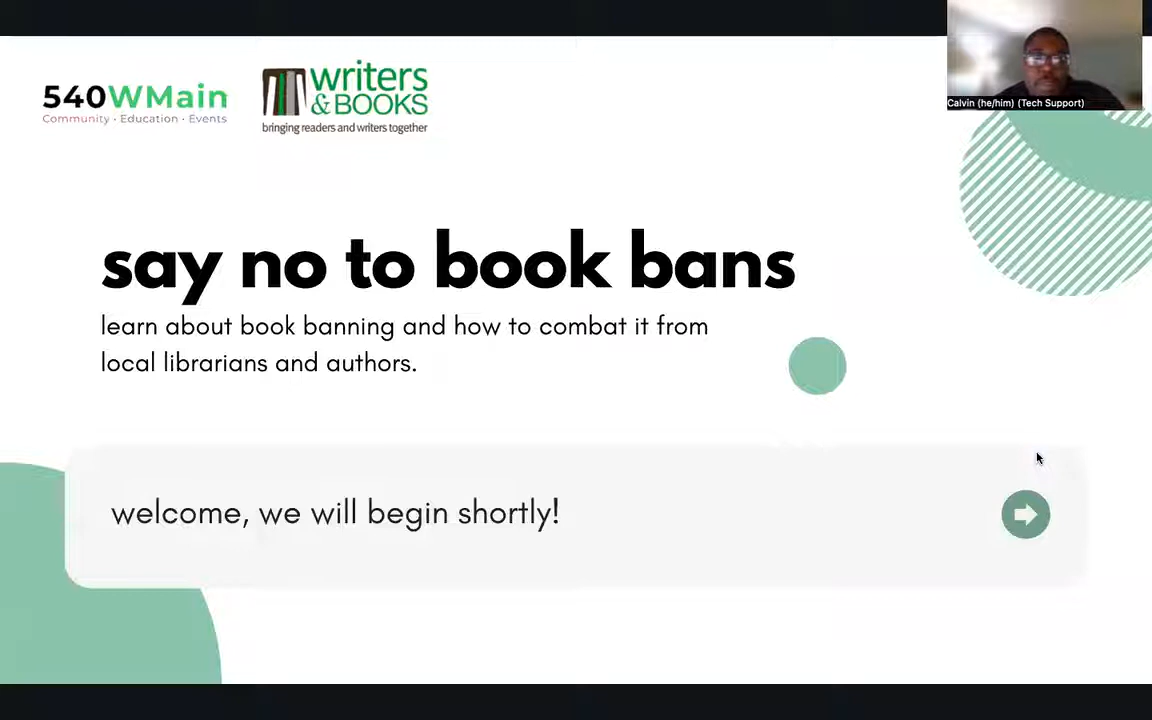 540WMain
Community · Education · Events
writers
&BOOKS
bringing readers and writers together
Calvin (he/him) (Tech Support)
say no to book bans
learn about book banning and how to combat it from
local librarians and authors.
welcome, we will begin shortly!